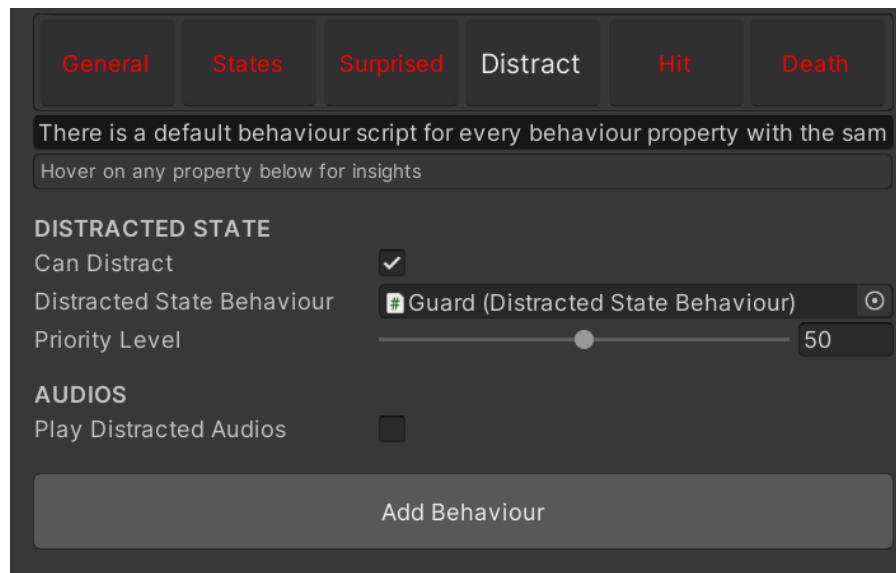 General States Surprised Distract Hit Death
There is a default behaviour script for every behaviour property with the sam
Hover on any property below for insights
DISTRACTED STATE
Can Distract
Distracted State Behaviour # Guard (Distracted State Behaviour)
Priority Level 50
AUDIOS
Play Distracted Audios
Add Behaviour